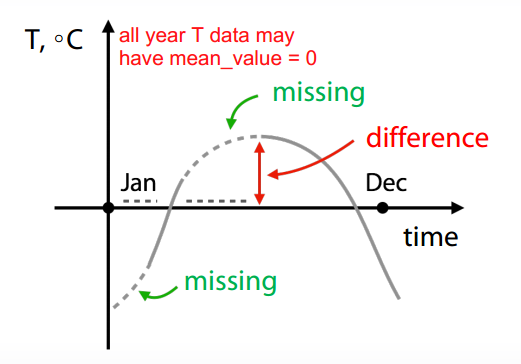 T, °C
all year T data may
have mean_value = 0
missing
difference
Jan
Dec
time
missing